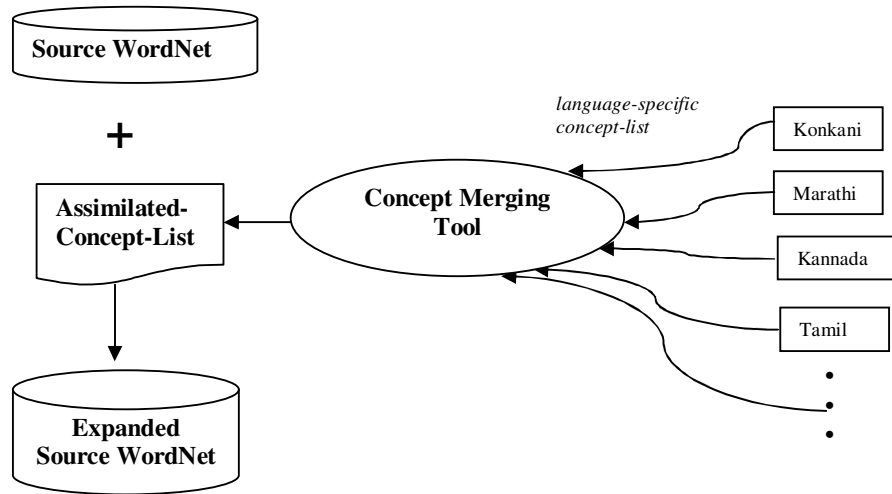 Source WordNet
+
Assimilated-
Concept-List
Expanded
Source WordNet
Concept Merging
Tool
language-specific
concept-list
Konkani
Marathi
Kannada
Tamil